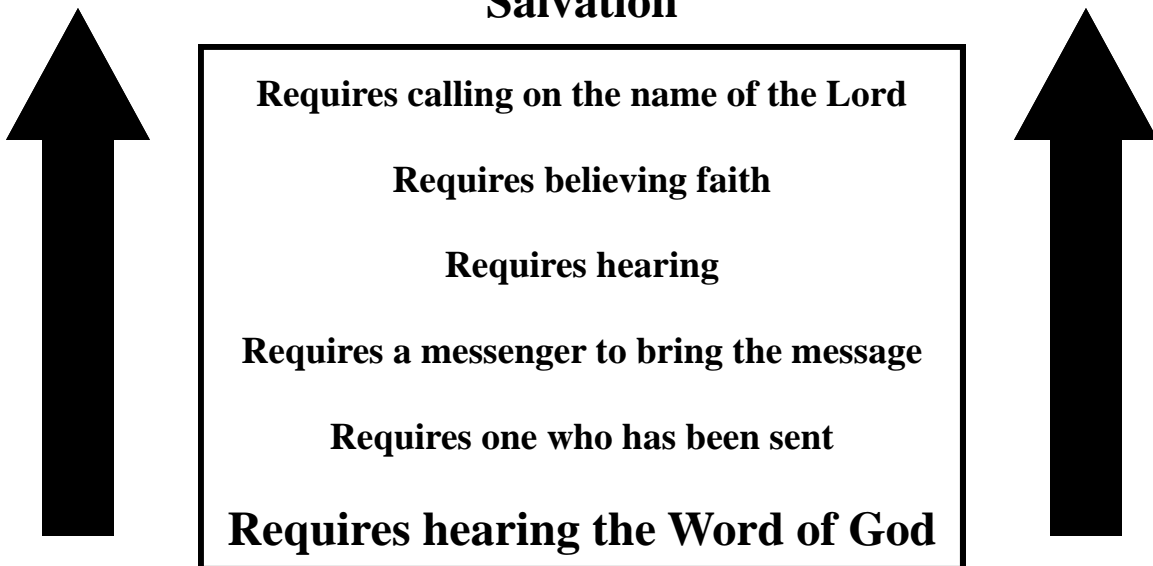 Salvation
Requires calling on the name of the Lord
Requires believing faith
Requires hearing
Requires a messenger to bring the message
Requires one who has been sent
Requires hearing the Word of God